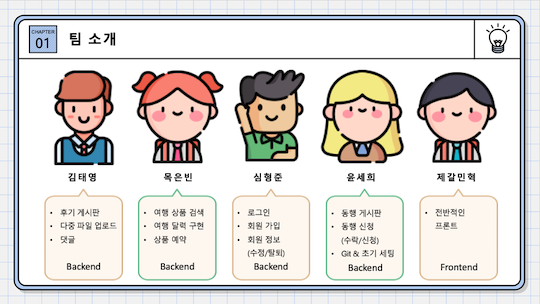 CHAPTER
01
팀 소개
김태영
목은빈
심형준
윤세희
제갈민혁
• 후기 게시판
• 다중 파일 업로드
• 댓글
Backend
• 여행 상품 검색
• 여행 달력 구현
• 상품 예약
Backend
• 로그인
• 회원 가입
• 회원 정보
(수정/탈퇴)
Backend
• 동행 게시판
• 동행 신청
(수락/신청)
• Git & 초기 세팅
Backend
• 전반적인
프론트
Frontend